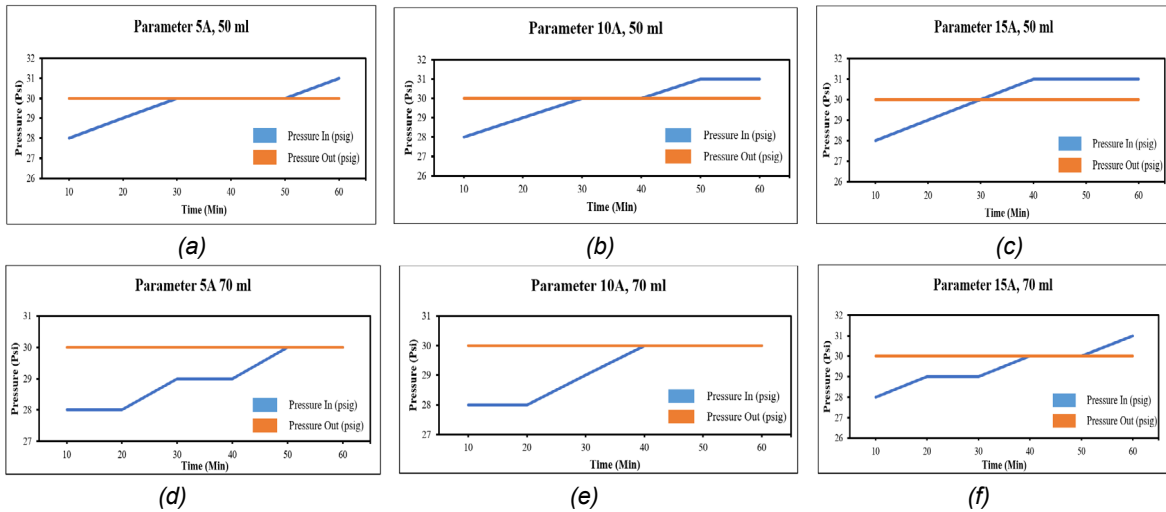 Parameter 5A, 50 ml
Pressure (Psi)
32
31
30
29
28
27
26
Pressure In (psig)
Pressure Out (psig)
10 20 30 40 50 60
Time (Min)
(a)
Parameter 10A, 50 ml
Pressure (Psi)
32
31
30
29
28
27
26
Pressure In (psig)
Pressure Out (psig)
10 20 30 40 50 60
Time (Min)
(b)
Parameter 15A, 50 ml
Pressure (Psi)
32
31
30
29
28
27
26
Pressure In (psig)
Pressure Out (psig)
10 20 30 40 50 60
Time (Min)
(c)
Parameter 5A 70 ml
Pressure (Psi)
31
30
29
28
27
Pressure In (psig)
Pressure Out (psig)
10 20 30 40 50 60
Time (Min)
(d)
Parameter 10A, 70 ml
Pressure (Psi)
31
30
29
28
27
Pressure In (psig)
Pressure Out (psig)
10 20 30 40 50 60
Time (Min)
(e)
Parameter 15A, 70 ml
Pressure (Psi)
32
31
30
29
28
27
26
Pressure In (psig)
Pressure Out (psig)
10 20 30 40 50 60
Time (Min)
(f)